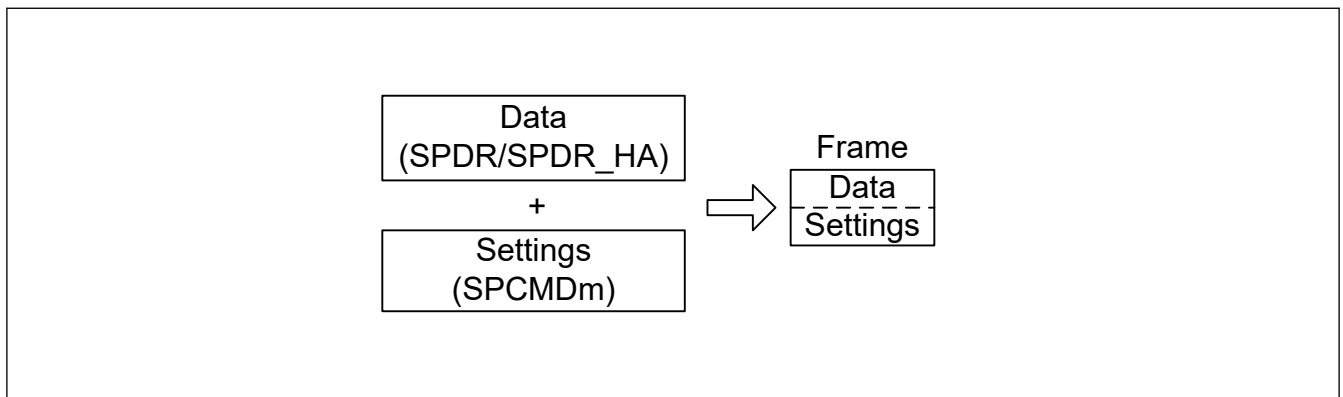 Data
(SPDR/SPDR_HA)
+
Settings
(SPCMDm)
Frame
Data
Settings